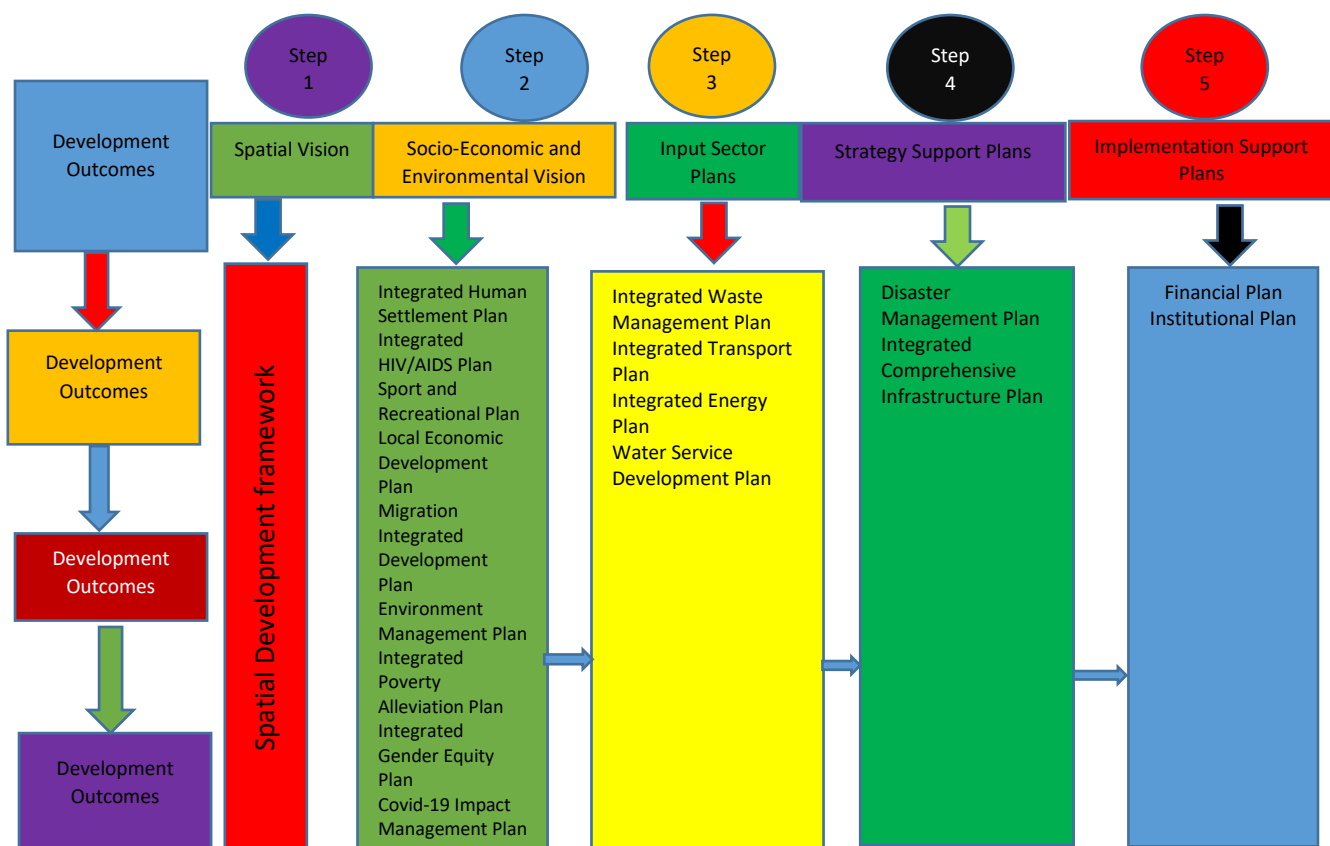 Step
1
Step
2
Step
3
Step
4
Step
5
Development
Outcomes
Spatial Vision
Socio-Economic and
Environmental Vision
Input Sector
Plans
Strategy Support Plans
Implementation Support
Plans
Development
Outcomes
Development
Outcomes
Development
Outcomes
Spatial Development framework
Integrated Human
Settlement Plan
Integrated
HIV/AIDS Plan
Sport and
Recreational Plan
Local Economic
Development
Plan
Migration
Integrated
Development
Plan
Environment
Management Plan
Integrated
Poverty
Alleviation Plan
Integrated
Gender Equity
Plan
Covid-19 Impact
Management Plan
Integrated Waste
Management Plan
Integrated Transport
Plan
Integrated Energy
Plan
Water Service
Development Plan
Disaster
Management Plan
Integrated
Comprehensive
Infrastructure Plan
Financial Plan
Institutional Plan